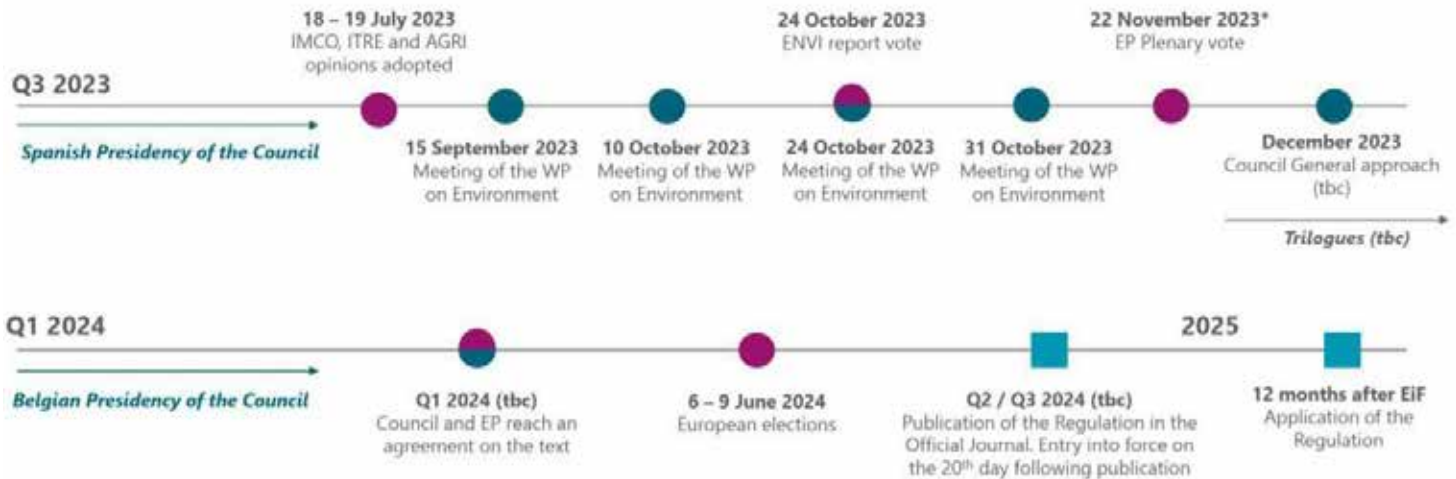 18 – 19 July 2023
IMCO, ITRE and AGRI
opinions adopted
24 October 2023
ENVI report vote
22 November 2023*
EP Plenary vote
Q3 2023
Spanish Presidency of the Council
15 September 2023
Meeting of the WP
on Environment
10 October 2023
Meeting of the WP
on Environment
24 October 2023
Meeting of the WP
on Environment
31 October 2023
Meeting of the WP
on Environment
December 2023
Council General approach
(tbc)
Trilogues (tbc)
Q1 2024
2025
Belgian Presidency of the Council
Q1 2024 (tbc)
Council and EP reach an
agreement on the text
6 – 9 June 2024
European elections
Q2 / Q3 2024 (tbc)
Publication of the Regulation in the
Official Journal. Entry into force on
the 20th day following publication
12 months after EiF
Application of the
Regulation